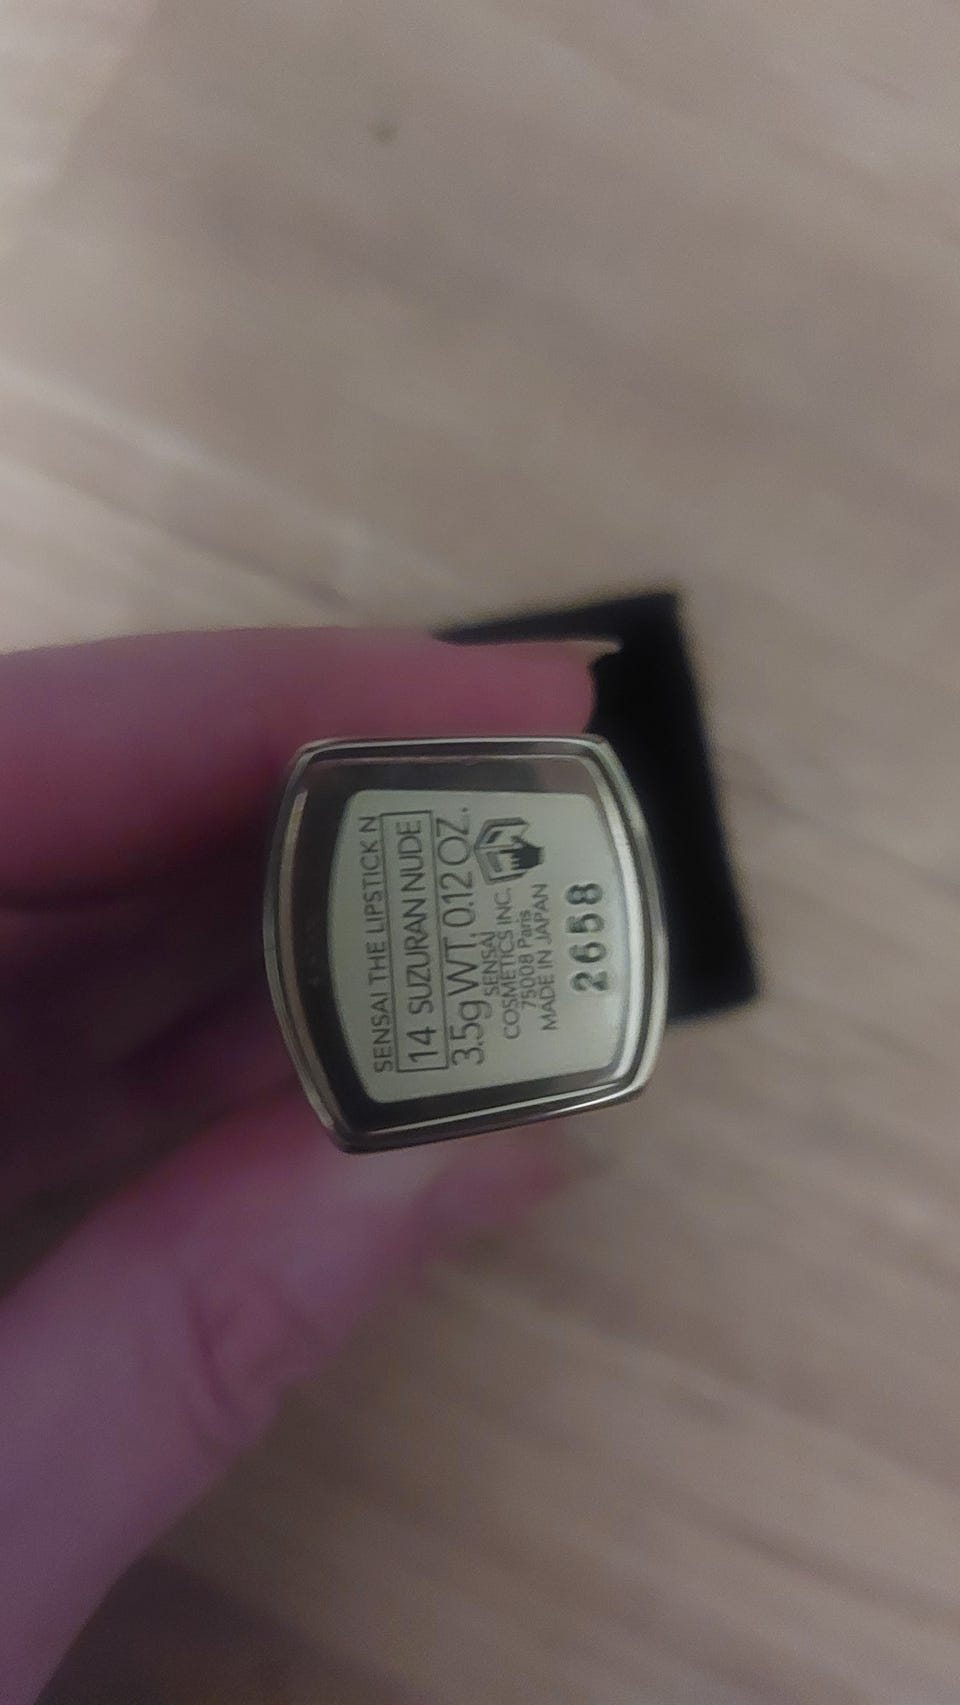 SENSAI THE LIPSTICK N
14 SUZURAN NUDE
3.5g WT. 0.12 OZ.
SENSAI
COSMETICS INC.
75008 Paris
MADE IN JAPAN
2658